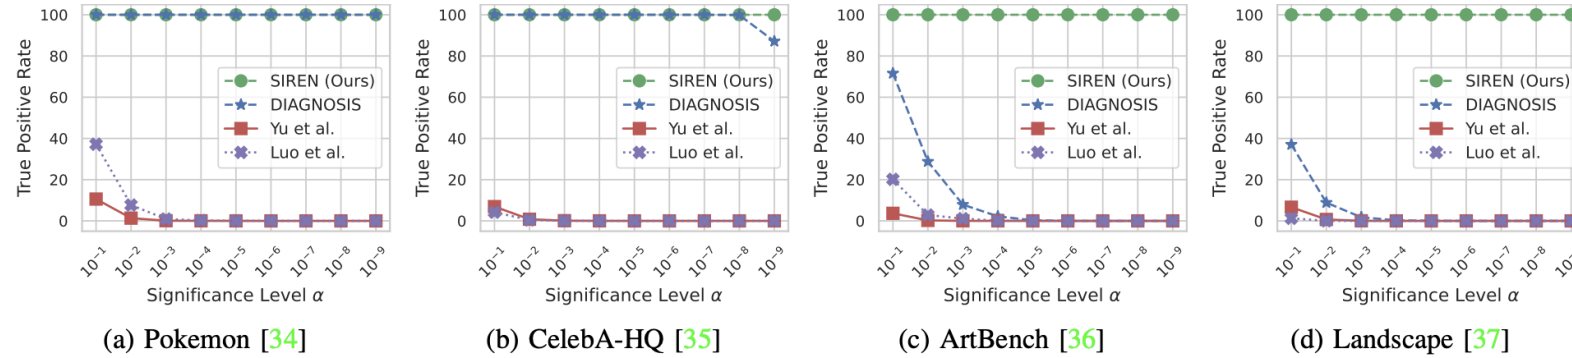 100
80
60
40
20
0
True Positive Rate
SIREN (Ours)
DIAGNOSIS
Yu et al.
Luo et al.
10⁻¹ 10⁻² 10⁻³ 10⁻⁴ 10⁻⁵ 10⁻⁶ 10⁻⁷ 10⁻⁸ 10⁻⁹
Significance Level α
(a) Pokemon [34]
100
80
60
40
20
0
True Positive Rate
SIREN (Ours)
DIAGNOSIS
Yu et al.
Luo et al.
10⁻¹ 10⁻² 10⁻³ 10⁻⁴ 10⁻⁵ 10⁻⁶ 10⁻⁷ 10⁻⁸ 10⁻⁹
Significance Level α
(b) CelebA-HQ [35]
100
80
60
40
20
0
True Positive Rate
SIREN (Ours)
DIAGNOSIS
Yu et al.
Luo et al.
10⁻¹ 10⁻² 10⁻³ 10⁻⁴ 10⁻⁵ 10⁻⁶ 10⁻⁷ 10⁻⁸ 10⁻⁹
Significance Level α
(c) ArtBench [36]
100
80
60
40
20
0
True Positive Rate
SIREN (Ours)
DIAGNOSIS
Yu et al.
Luo et al.
10⁻¹ 10⁻² 10⁻³ 10⁻⁴ 10⁻⁵ 10⁻⁶ 10⁻⁷ 10⁻⁸
Significance Level α
(d) Landscape [37]